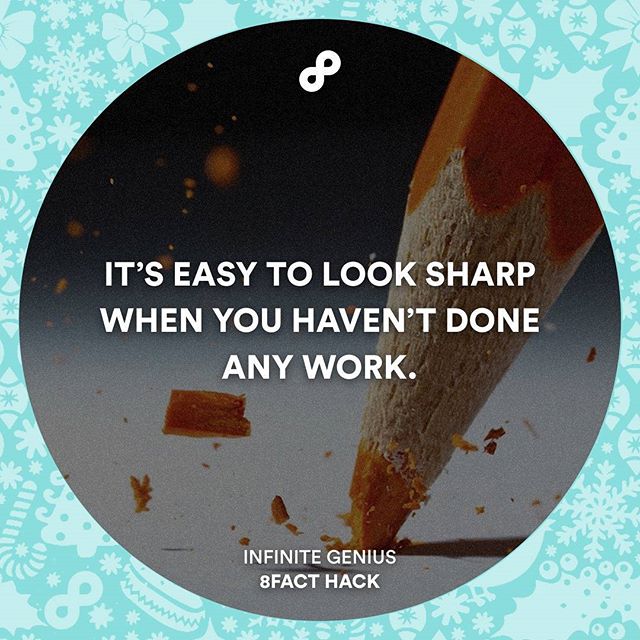 IT'S EASY TO LOOK SHARP
WHEN YOU HAVEN'T DONE
ANY WORK.
INFINITE GENIUS
8FACT HACK